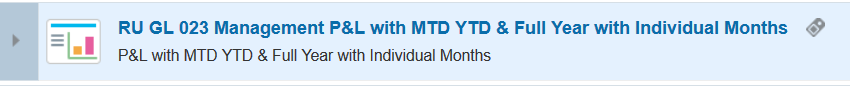 RU GL 023 Management P&L with MTD YTD & Full Year with Individual Months
P&L with MTD YTD & Full Year with Individual Months